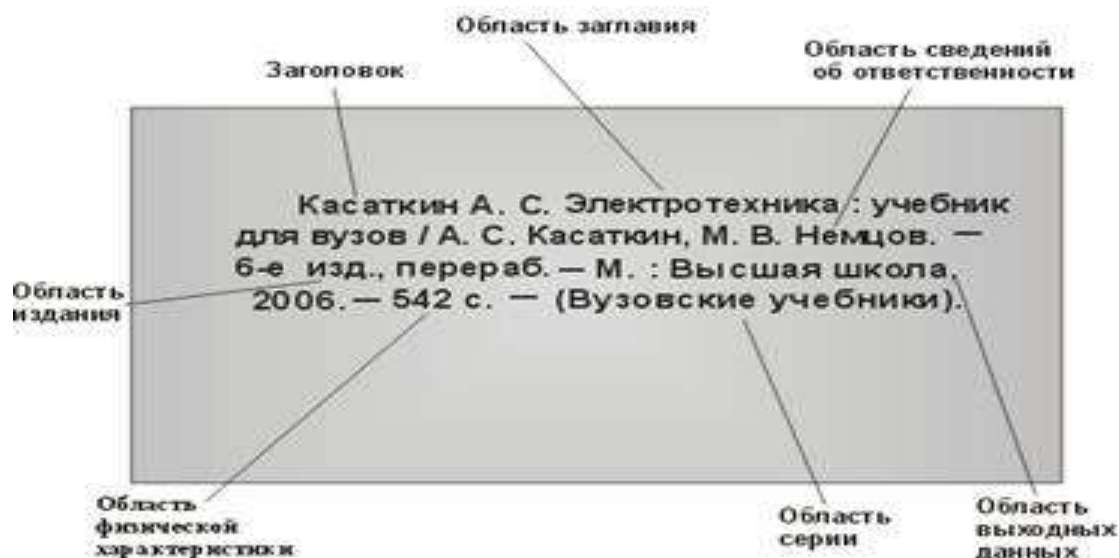 Область заглавия
Заголовок
Область сведений
об ответственности
Касаткин А. С. Электротехника : учебник
для вузов / А. С. Касаткин, М. В. Немцов. —
6-е изд., перераб. — М. : Высшая школа,
2006. — 542 с. — (Вузовские учебники).
Область
издания
Область
физической
характеристики
Область
серии
Область
выходных
данных